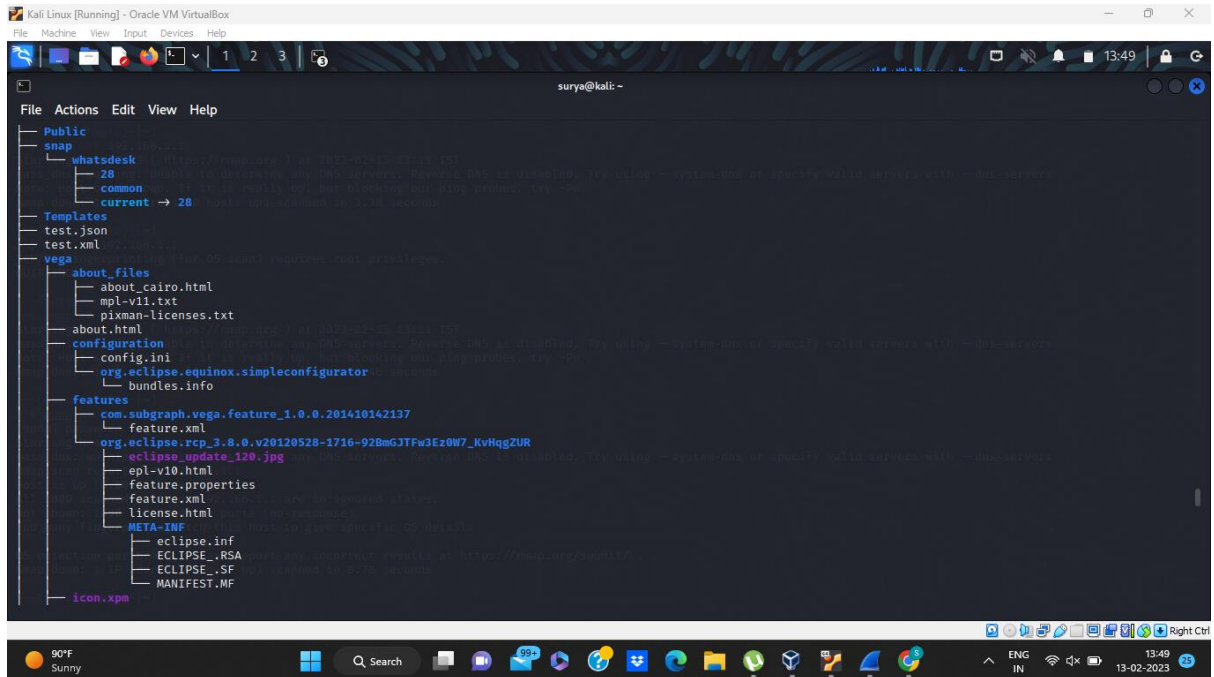 Kali Linux [Running] - Oracle VM VirtualBox
File Machine View Input Devices Help
1 2 3 13:49
surya@kali: ~
File Actions Edit View Help
├── Public
├── snap
│   └── whatsdesk
│       ├── 28
│       ├── common
│       └── current → 28
├── Templates
├── test.json
├── test.xml
├── vega
│   ├── about_files
│   │   ├── about_cairo.html
│   │   ├── mpl-v11.txt
│   │   └── pixman-licenses.txt
│   ├── about.html
│   ├── configuration
│   │   ├── config.ini
│   │   └── org.eclipse.equinox.simpleconfigurator
│   │       └── bundles.info
│   ├── features
│   │   ├── com.subgraph.vega.feature_1.0.0.201410142137
│   │   │   └── feature.xml
│   │   └── org.eclipse.rcp_3.8.0.v20120528-1716-92BmGJTFw3Ez0W7_KvHqgZUR
│   │       ├── eclipse_update_120.jpg
│   │       ├── epl-v10.html
│   │       ├── feature.properties
│   │       ├── feature.xml
│   │       ├── license.html
│   │       └── META-INF
│   │           ├── eclipse.inf
│   │           ├── ECLIPSE_.RSA
│   │           ├── ECLIPSE_.SF
│   │           └── MANIFEST.MF
│   ├── icon.xpm
Right Ctrl
90°F
Sunny
Search
99+
ENG
IN
13:49
13-02-2023
25